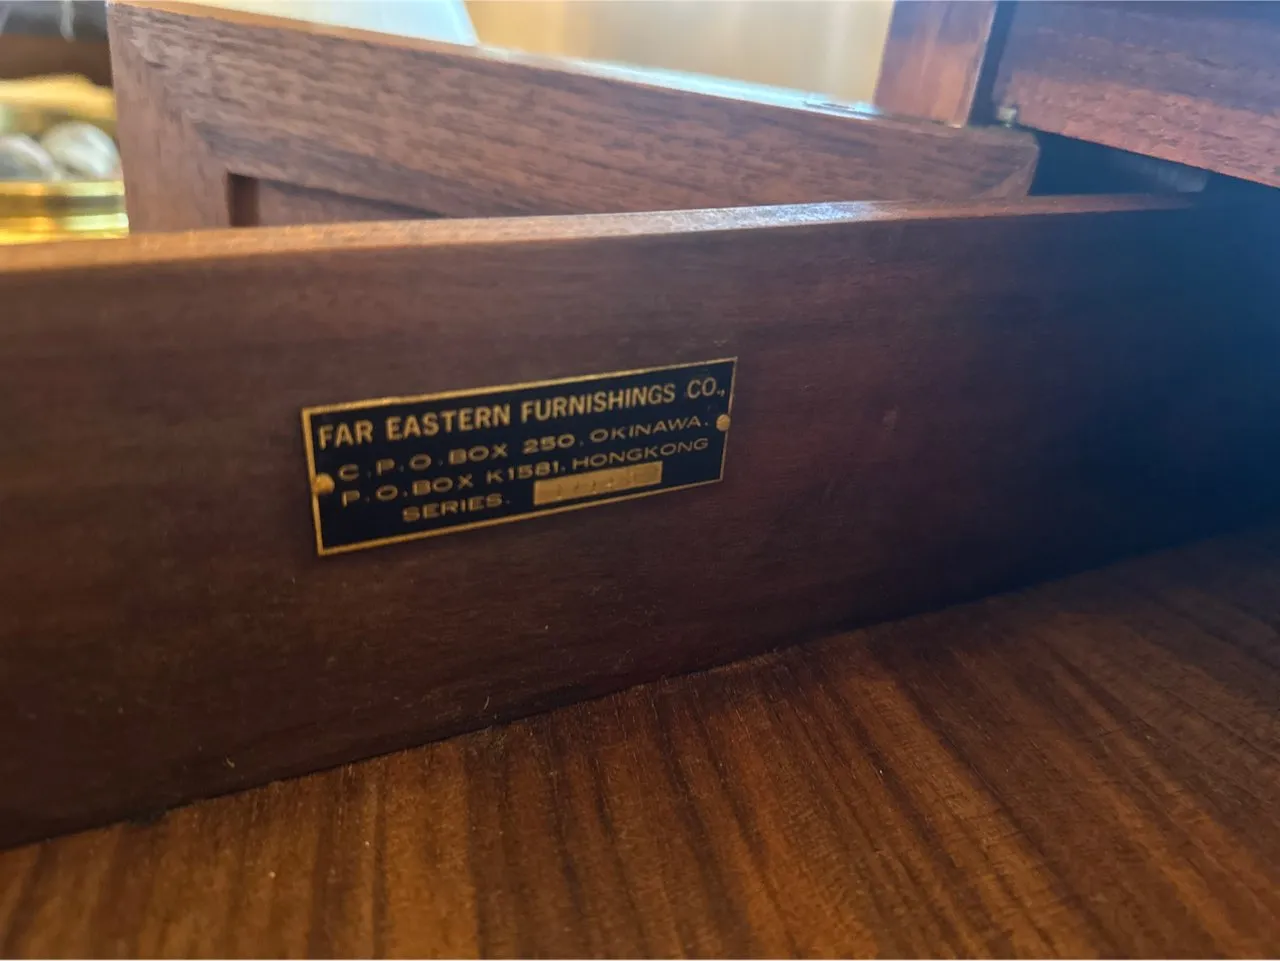 FAR EASTERN FURNISHINGS CO.,
C.P.O.BOX 250, OKINAWA.
P.O.BOX K1581, HONGKONG
SERIES.